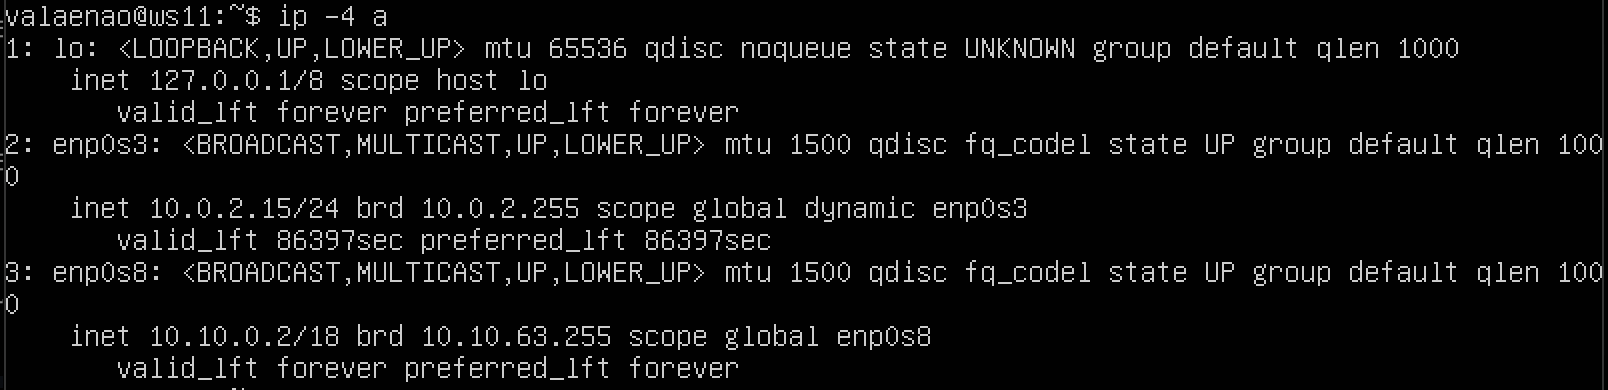 valaenao@ws11:~$ ip -4 a
1: lo: <LOOPBACK,UP,LOWER_UP> mtu 65536 qdisc noqueue state UNKNOWN group default qlen 1000
    inet 127.0.0.1/8 scope host lo
       valid_lft forever preferred_lft forever
2: enp0s3: <BROADCAST,MULTICAST,UP,LOWER_UP> mtu 1500 qdisc fq_codel state UP group default qlen 100
0
    inet 10.0.2.15/24 brd 10.0.2.255 scope global dynamic enp0s3
       valid_lft 86397sec preferred_lft 86397sec
3: enp0s8: <BROADCAST,MULTICAST,UP,LOWER_UP> mtu 1500 qdisc fq_codel state UP group default qlen 100
0
    inet 10.10.0.2/18 brd 10.10.63.255 scope global enp0s8
       valid_lft forever preferred_lft forever